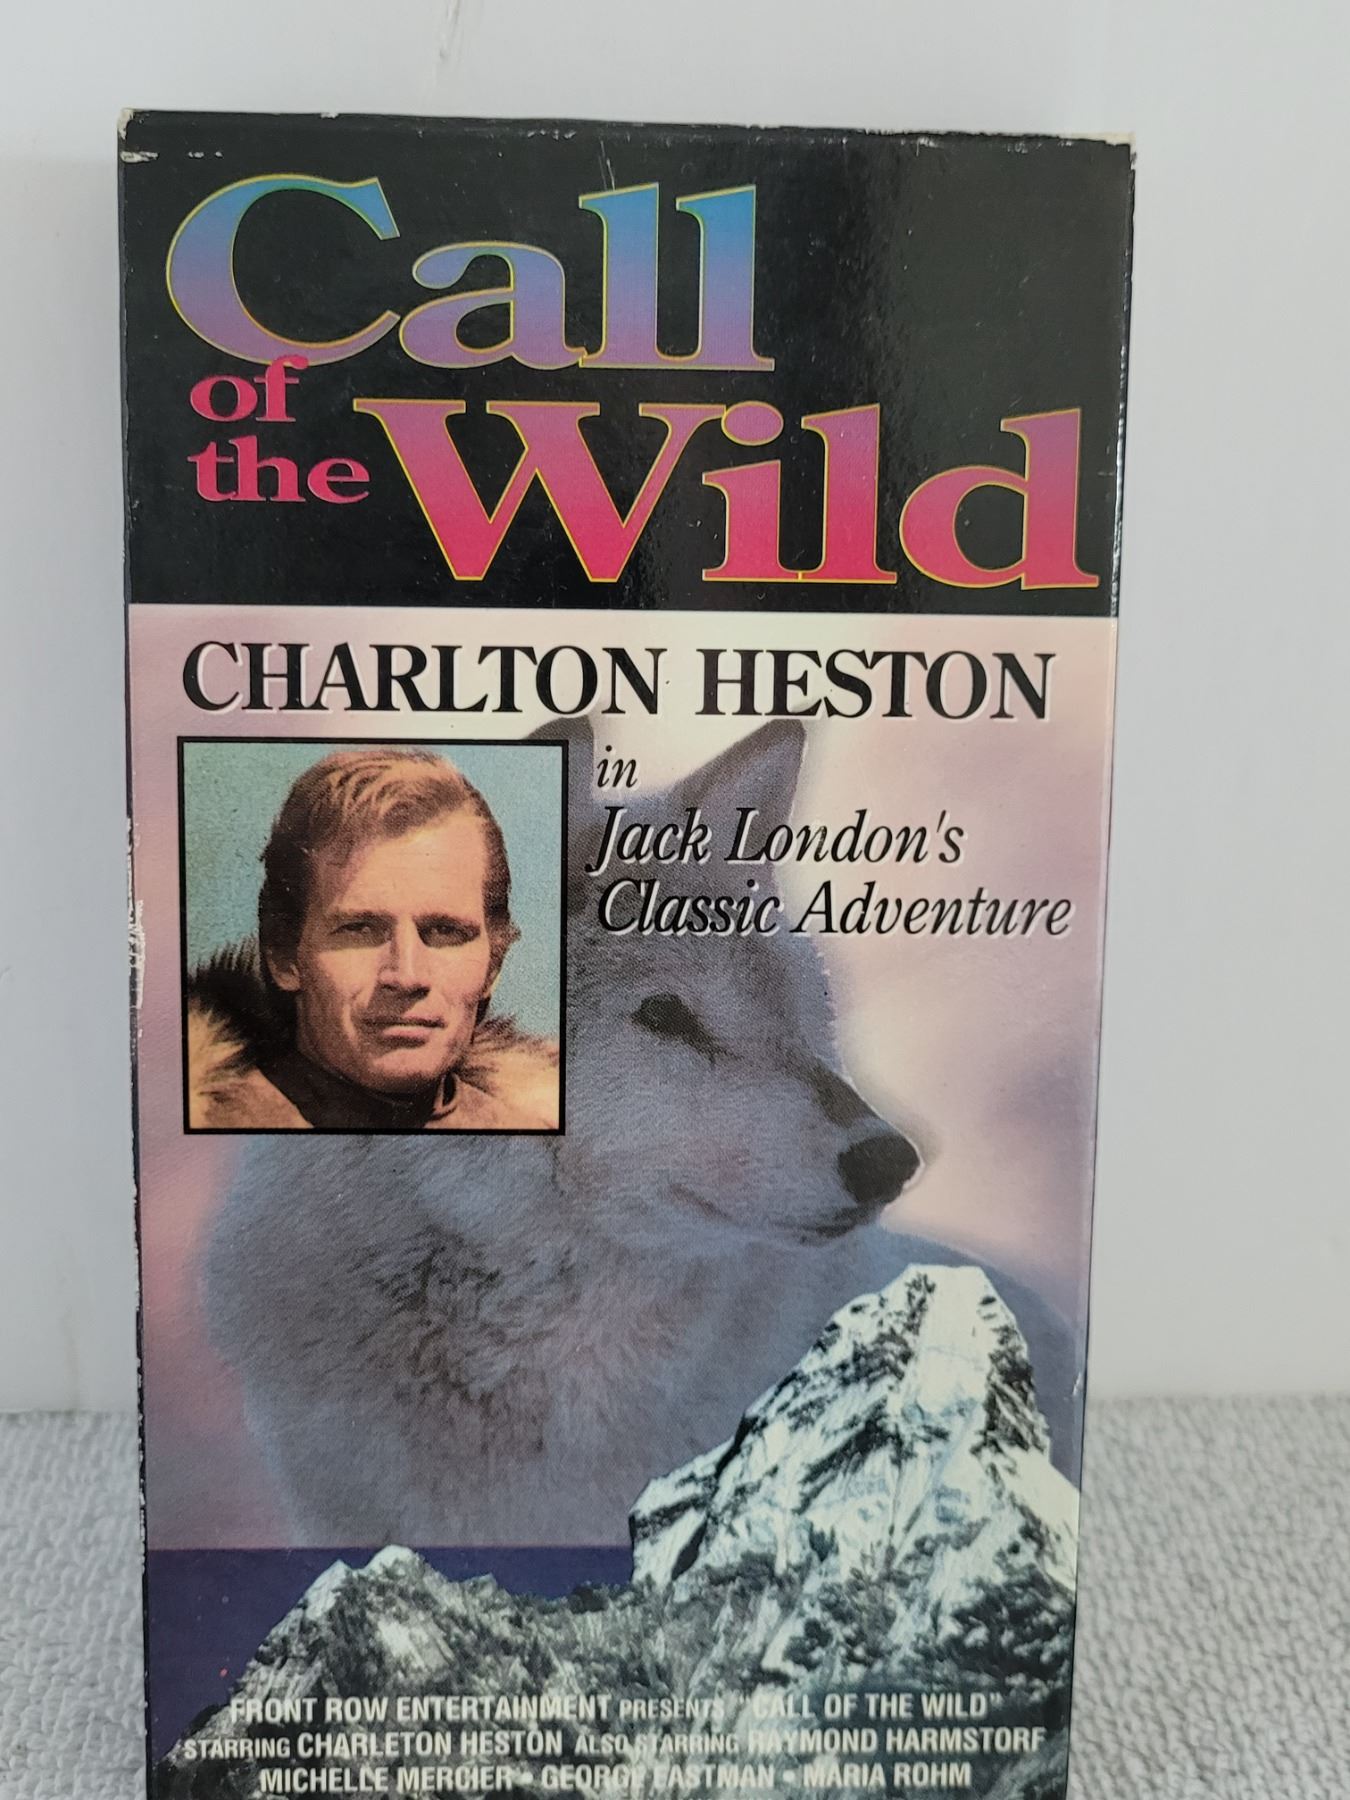 Call
of
the Wild
CHARLTON HESTON
in
Jack London's
Classic Adventure
FRONT ROW ENTERTAINMENT PRESENTS "CALL OF THE WILD"
STARRING CHARLETON HESTON ALSO STARRING RAYMOND HARMSTORF
MICHELLE MERCIER • GEORGE EASTMAN • MARIA ROHM